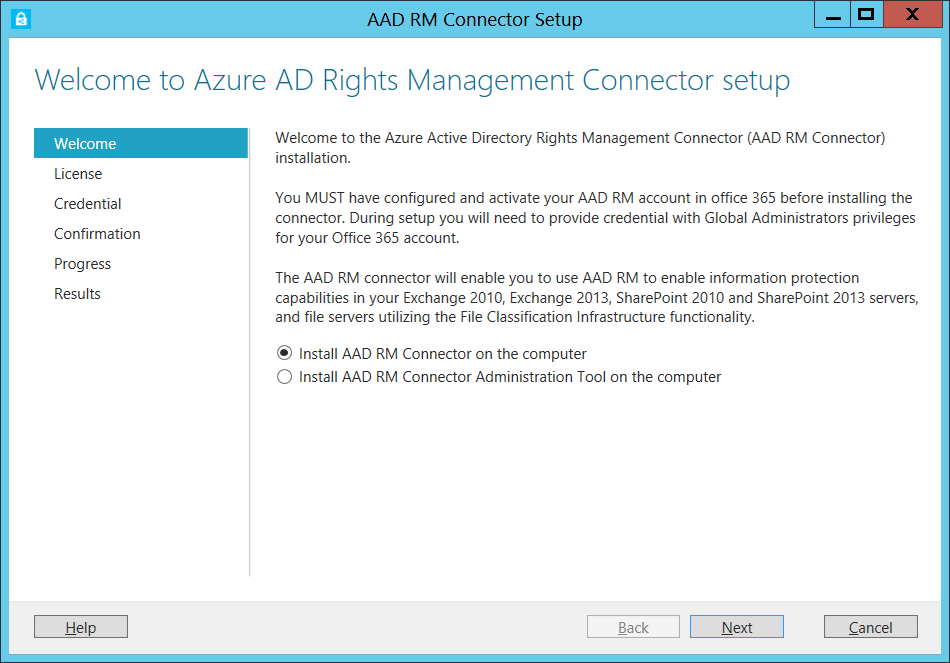 AAD RM Connector Setup
Welcome to Azure AD Rights Management Connector setup
Welcome
License
Credential
Confirmation
Progress
Results
Welcome to the Azure Active Directory Rights Management Connector (AAD RM Connector)
installation.
You MUST have configured and activate your AAD RM account in office 365 before installing the
connector. During setup you will need to provide credential with Global Administrators privileges
for your Office 365 account.
The AAD RM connector will enable you to use AAD RM to enable information protection
capabilities in your Exchange 2010, Exchange 2013, SharePoint 2010 and SharePoint 2013 servers,
and file servers utilizing the File Classification Infrastructure functionality.
Install AAD RM Connector on the computer
Install AAD RM Connector Administration Tool on the computer
Help
Back
Next
Cancel